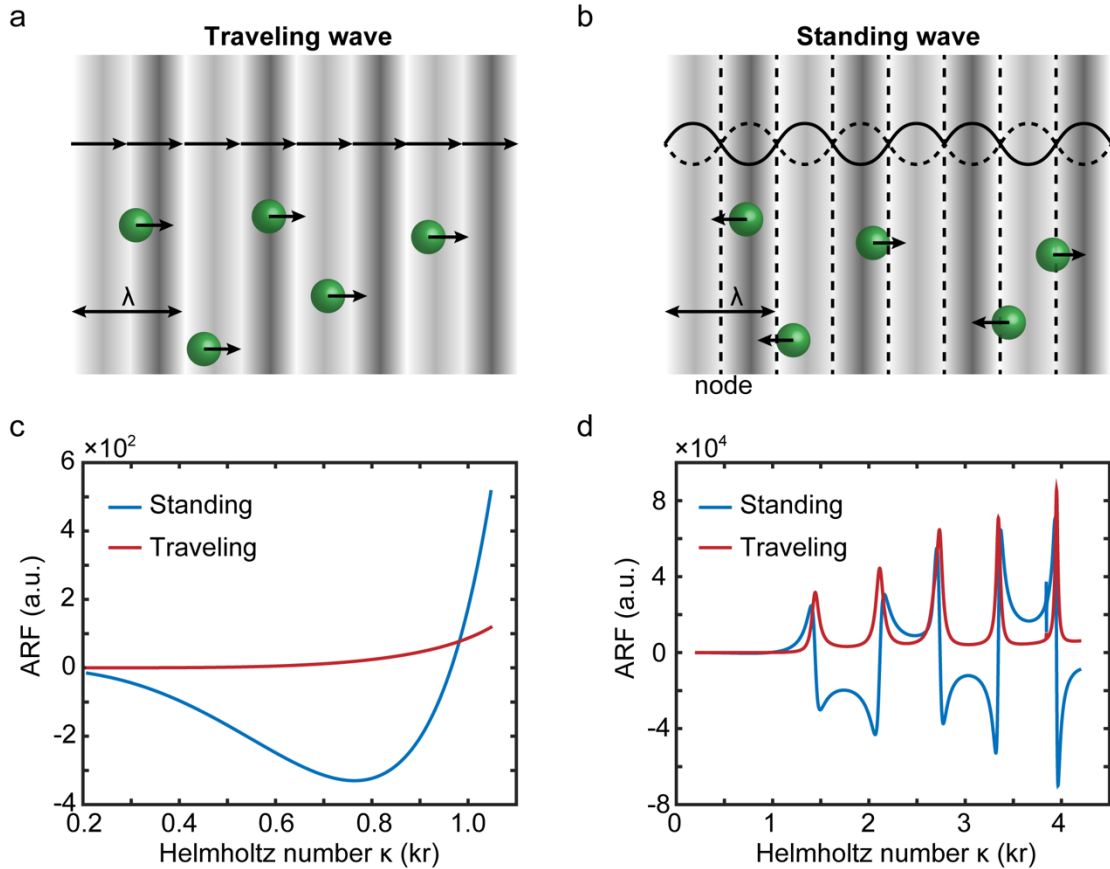 a
Traveling wave
λ
b
Standing wave
λ
node
c
×10²
6
4
2
0
-2
-4
ARF (a.u.)
Standing
Traveling
0.2 0.4 0.6 0.8 1.0
Helmholtz number κ (kr)
d
×10⁴
8
4
0
-4
-8
ARF (a.u.)
Standing
Traveling
0 1 2 3 4
Helmholtz number κ (kr)